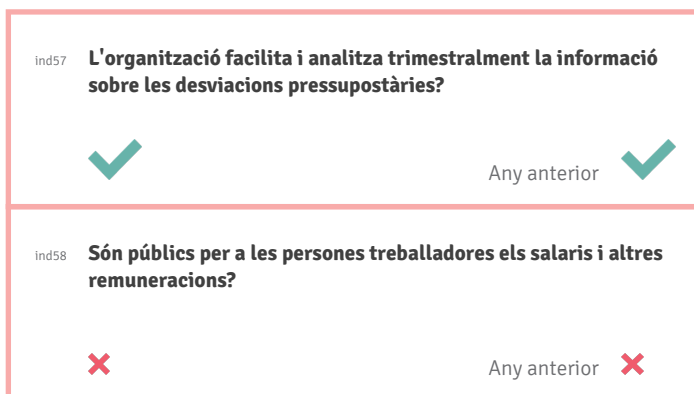 ind57 L'organització facilita i analitza trimestralment la informació
sobre les desviacions pressupostàries?
Any anterior
ind58 Són públics per a les persones treballadores els salaris i altres
remuneracions?
Any anterior